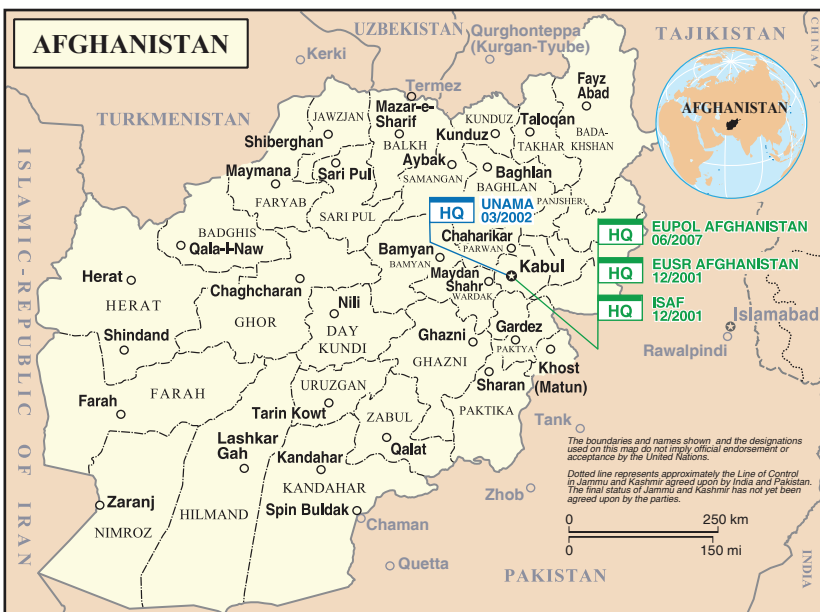 AFGHANISTAN
UZBEKISTAN
Qurghonteppa
(Kurgan-Tyube)
TAJIKISTAN
CHINA
Kerki
Termez
TURKMENISTAN
ISLAMIC-REPUBLIC OF IRAN
AFGHANISTAN
Fayz
Abad
BADA-
KHSHAN
JAWZJAN
Mazar-e-
Sharif
BALKH
KUNDUZ
Kunduz
Taloqan
TAKHAR
Shiberghan
Aybak
SAMANGAN
Baghlan
BAGHLAN
Maymana
FARYAB
Sari Pul
SARI PUL
PANJSHER
HQ
UNAMA
03/2002
HQ
EUPOL AFGHANISTAN
06/2007
HQ
EUSR AFGHANISTAN
12/2001
HQ
ISAF
12/2001
BADGHIS
Qala-I-Naw
Chaharikar
PARWAN
Bamyan
BAMYAN
Kabul
Maydan
Shahr
WARDAK
Herat
HERAT
Chaghcharan
GHOR
Nili
DAY
KUNDI
Shindand
Ghazni
GHAZNI
Gardez
PAKTYA
Khost
(Matun)
Islamabad
Rawalpindi
Sharan
PAKTIKA
FARAH
Farah
URUZGAN
Tarin Kowt
ZABUL
Qalat
Tank
Lashkar
Gah
Kandahar
KANDAHAR
Zaranj
NIMROZ
HILMAND
Spin Buldak
Chaman
Zhob
Quetta
PAKISTAN
INDIA
The boundaries and names shown and the designations
used on this map do not imply official endorsement or
acceptance by the United Nations.
Dotted line represents approximately the Line of Control
in Jammu and Kashmir agreed upon by India and Pakistan.
The final status of Jammu and Kashmir has not yet been
agreed upon by the parties.
0 250 km
0 150 mi